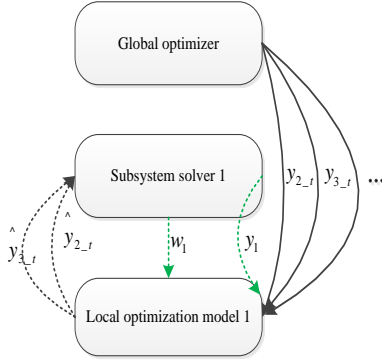 Global optimizer
Subsystem solver 1
y2_t y3_t ...
ŷ3_t ŷ2_t w1 y1
Local optimization model 1